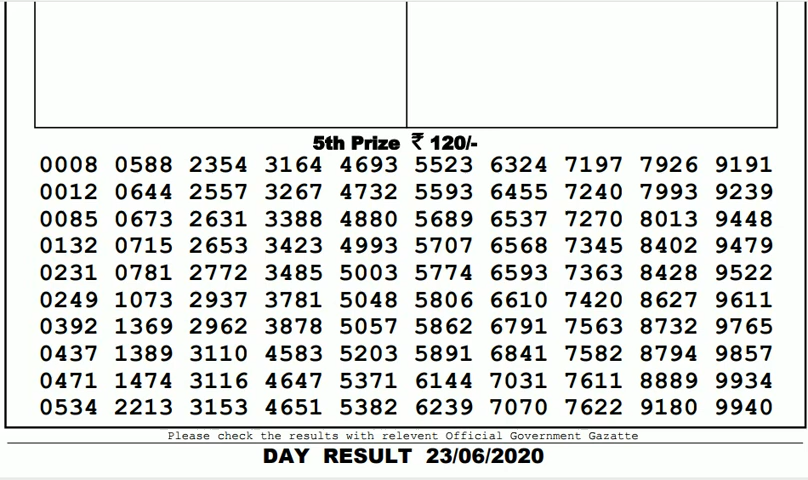 5th Prize ₹ 120/-
0008 0588 2354 3164 4693 5523 6324 7197 7926 9191
0012 0644 2557 3267 4732 5593 6455 7240 7993 9239
0085 0673 2631 3388 4880 5689 6537 7270 8013 9448
0132 0715 2653 3423 4993 5707 6568 7345 8402 9479
0231 0781 2772 3485 5003 5774 6593 7363 8428 9522
0249 1073 2937 3781 5048 5806 6610 7420 8627 9611
0392 1369 2962 3878 5057 5862 6791 7563 8732 9765
0437 1389 3110 4583 5203 5891 6841 7582 8794 9857
0471 1474 3116 4647 5371 6144 7031 7611 8889 9934
0534 2213 3153 4651 5382 6239 7070 7622 9180 9940
Please check the results with relevent Official Government Gazatte
DAY RESULT 23/06/2020